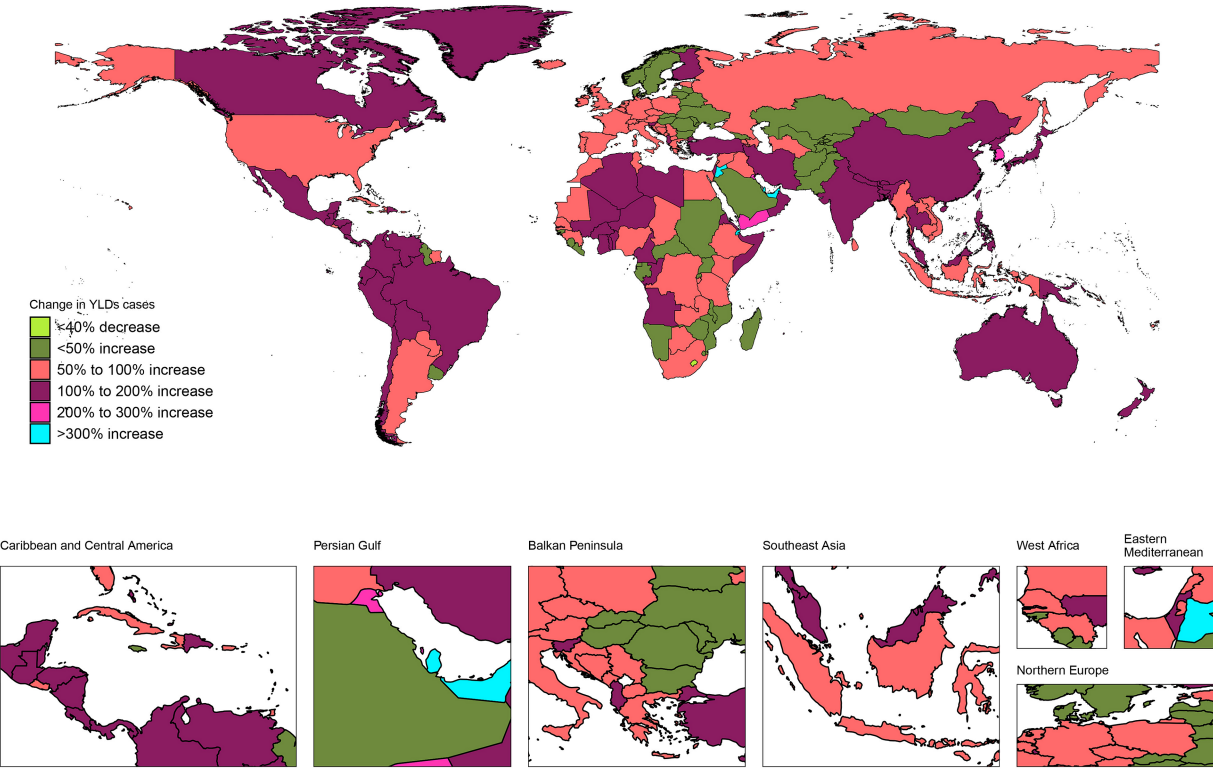 Change in YLDs cases
<40% decrease
<50% increase
50% to 100% increase
100% to 200% increase
200% to 300% increase
>300% increase
Caribbean and Central America
Persian Gulf
Balkan Peninsula
Southeast Asia
West Africa
Eastern
Mediterranean
Northern Europe